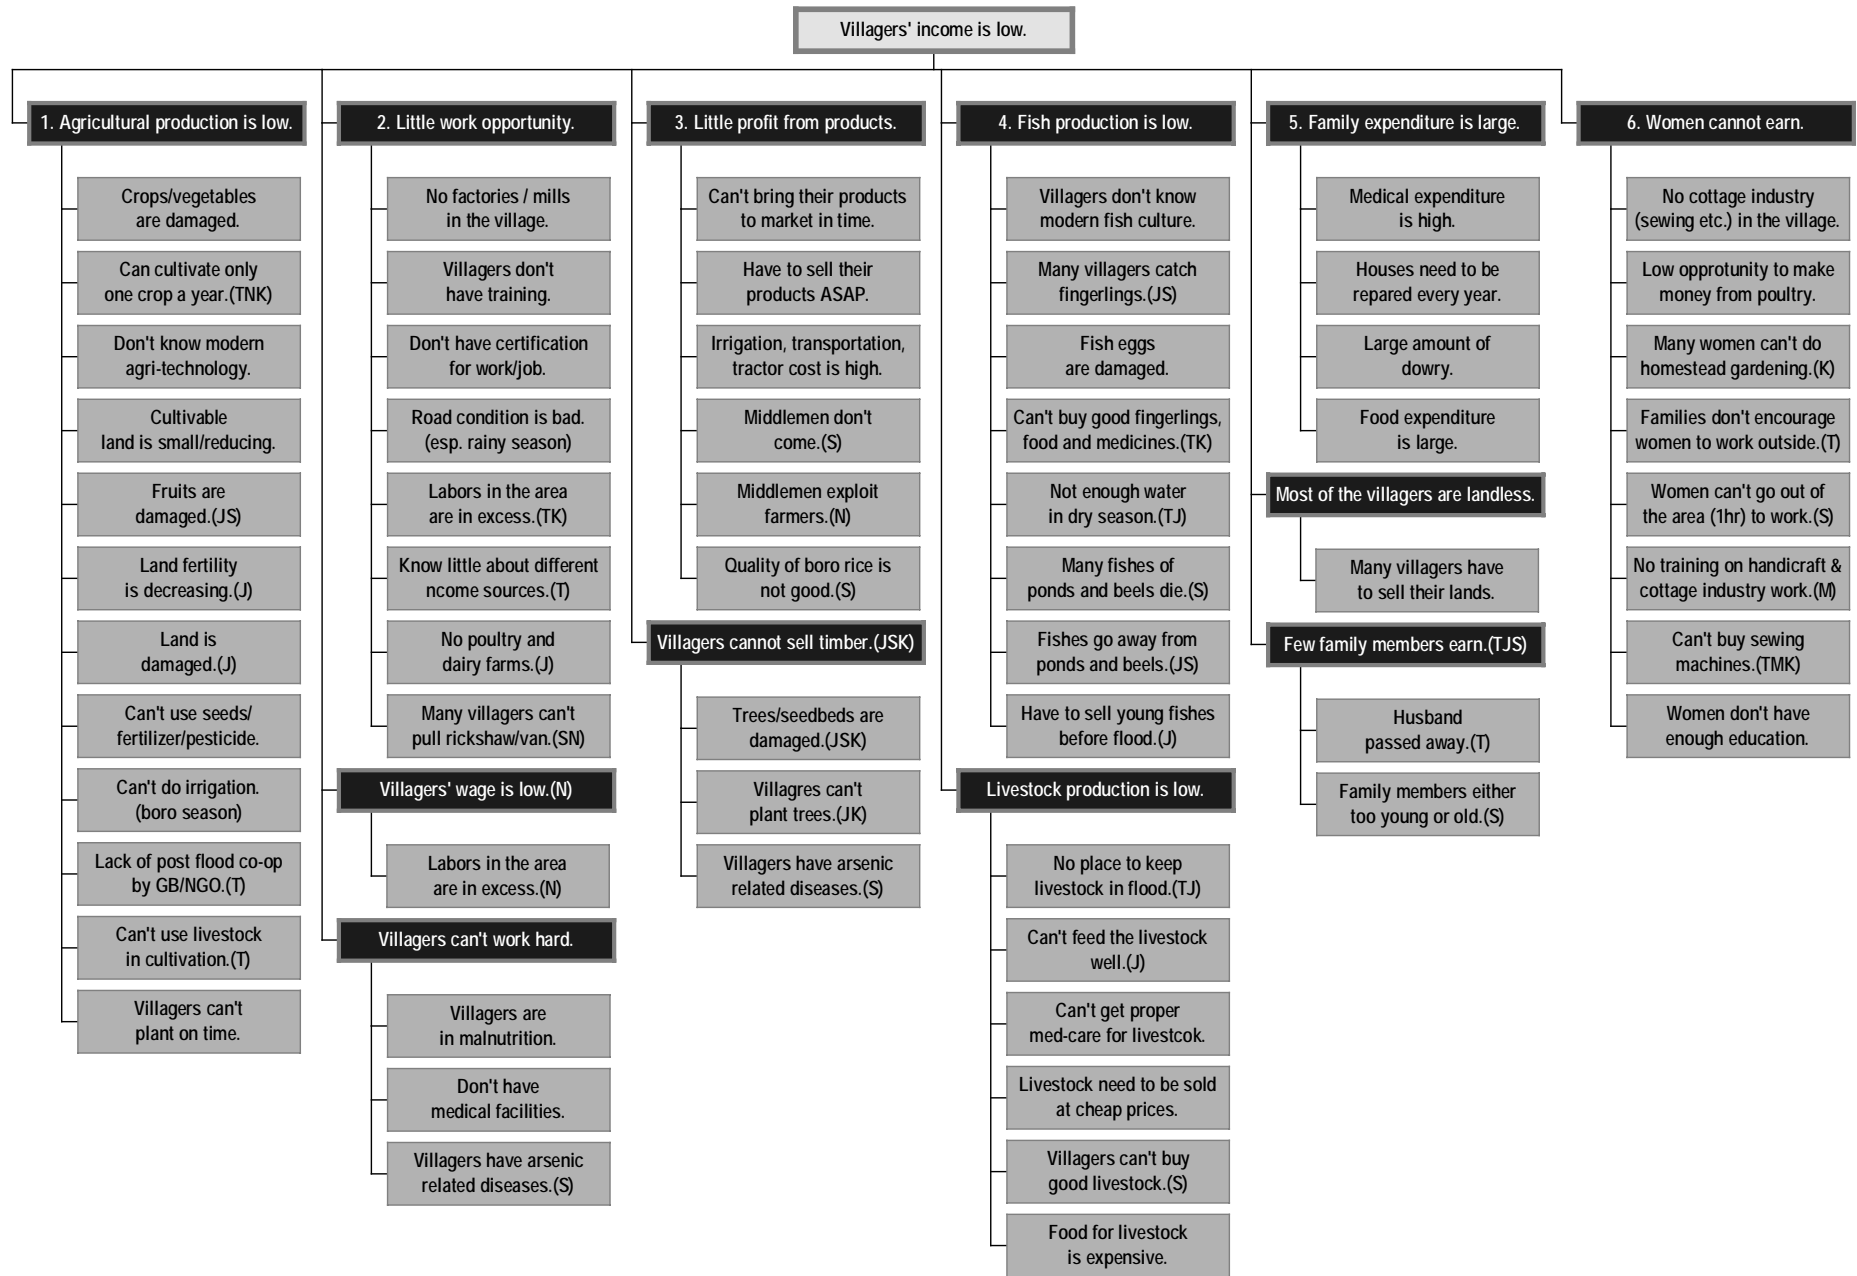 Villagers' income is low.
1. Agricultural production is low.
Crops/vegetables
are damaged.
Can cultivate only
one crop a year.(TNK)
Don't know modern
agri-technology.
Cultivable
land is small/reducing.
Fruits are
damaged.(JS)
Land fertility
is decreasing.(J)
Land is
damaged.(J)
Can't use seeds/
fertilizer/pesticide.
Can't do irrigation.
(boro season)
Lack of post flood co-op
by GB/NGO.(T)
Can't use livestock
in cultivation.(T)
Villagers can't
plant on time.
2. Little work opportunity.
No factories / mills
in the village.
Villagers don't
have training.
Don't have certification
for work/job.
Road condition is bad.
(esp. rainy season)
Labors in the area
are in excess.(TK)
Know little about different
ncome sources.(T)
No poultry and
dairy farms.(J)
Many villagers can't
pull rickshaw/van.(SN)
Villagers' wage is low.(N)
Labors in the area
are in excess.(N)
Villagers can't work hard.
Villagers are
in malnutrition.
Don't have
medical facilities.
Villagers have arsenic
related diseases.(S)
3. Little profit from products.
Can't bring their products
to market in time.
Have to sell their
products ASAP.
Irrigation, transportation,
tractor cost is high.
Middlemen don't
come.(S)
Middlemen exploit
farmers.(N)
Quality of boro rice is
not good.(S)
Villagers cannot sell timber.(JSK)
Trees/seedbeds are
damaged.(JSK)
Villagres can't
plant trees.(JK)
Villagers have arsenic
related diseases.(S)
4. Fish production is low.
Villagers don't know
modern fish culture.
Many villagers catch
fingerlings.(JS)
Fish eggs
are damaged.
Can't buy good fingerlings,
food and medicines.(TK)
Not enough water
in dry season.(TJ)
Many fishes of
ponds and beels die.(S)
Fishes go away from
ponds and beels.(JS)
Have to sell young fishes
before flood.(J)
Livestock production is low.
No place to keep
livestock in flood.(TJ)
Can't feed the livestock
well.(J)
Can't get proper
med-care for livestcok.
Livestock need to be sold
at cheap prices.
Villagers can't buy
good livestock.(S)
Food for livestock
is expensive.
5. Family expenditure is large.
Medical expenditure
is high.
Houses need to be
repared every year.
Large amount of
dowry.
Food expenditure
is large.
Most of the villagers are landless.
Many villagers have
to sell their lands.
Few family members earn.(TJS)
Husband
passed away.(T)
Family members either
too young or old.(S)
6. Women cannot earn.
No cottage industry
(sewing etc.) in the village.
Low opprotunity to make
money from poultry.
Many women can't do
homestead gardening.(K)
Families don't encourage
women to work outside.(T)
Women can't go out of
the area (1hr) to work.(S)
No training on handicraft &
cottage industry work.(M)
Can't buy sewing
machines.(TMK)
Women don't have
enough education.